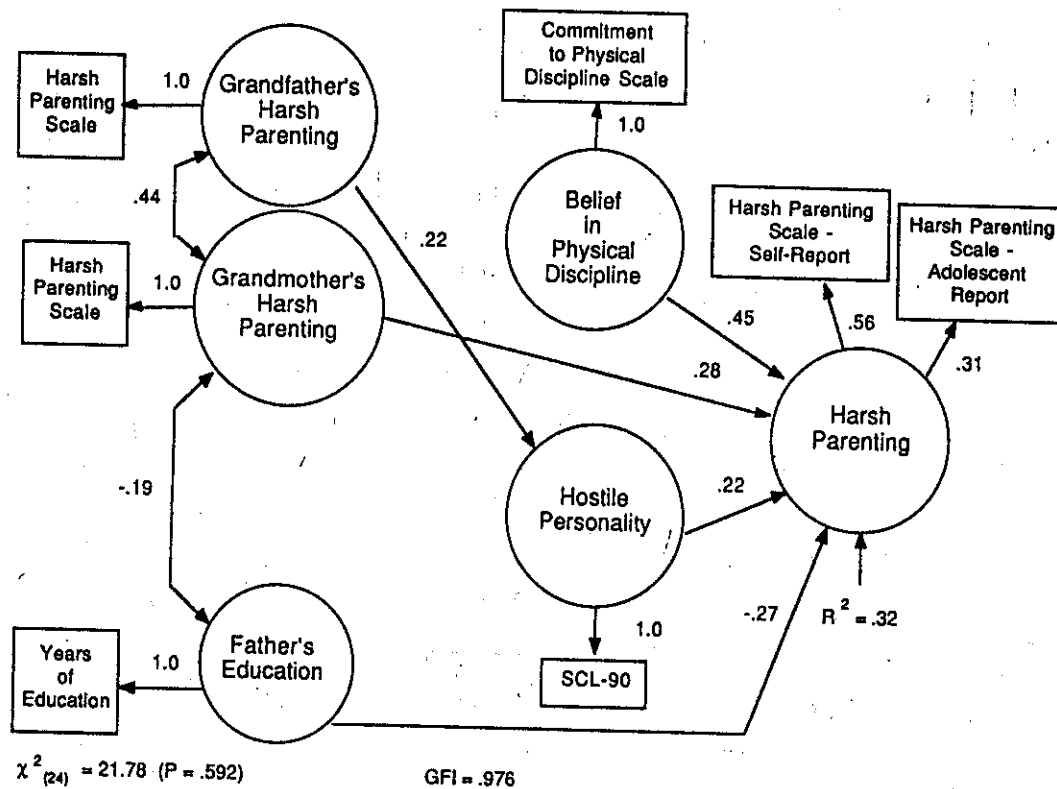 Commitment
to Physical
Discipline Scale
1.0
Harsh
Parenting
Scale
1.0
Grandfather's
Harsh
Parenting
.44
.22
Belief
in
Physical
Discipline
Harsh Parenting
Scale -
Self-Report
Harsh Parenting
Scale -
Adolescent
Report
Harsh
Parenting
Scale
1.0
Grandmother's
Harsh
Parenting
.45
.56
.31
.28
Harsh
Parenting
-.19
Hostile
Personality
.22
-.27
R² = .32
1.0
SCL-90
Years
of
Education
1.0
Father's
Education
χ²₍₂₄₎ = 21.78 (P = .592)
GFI = .976